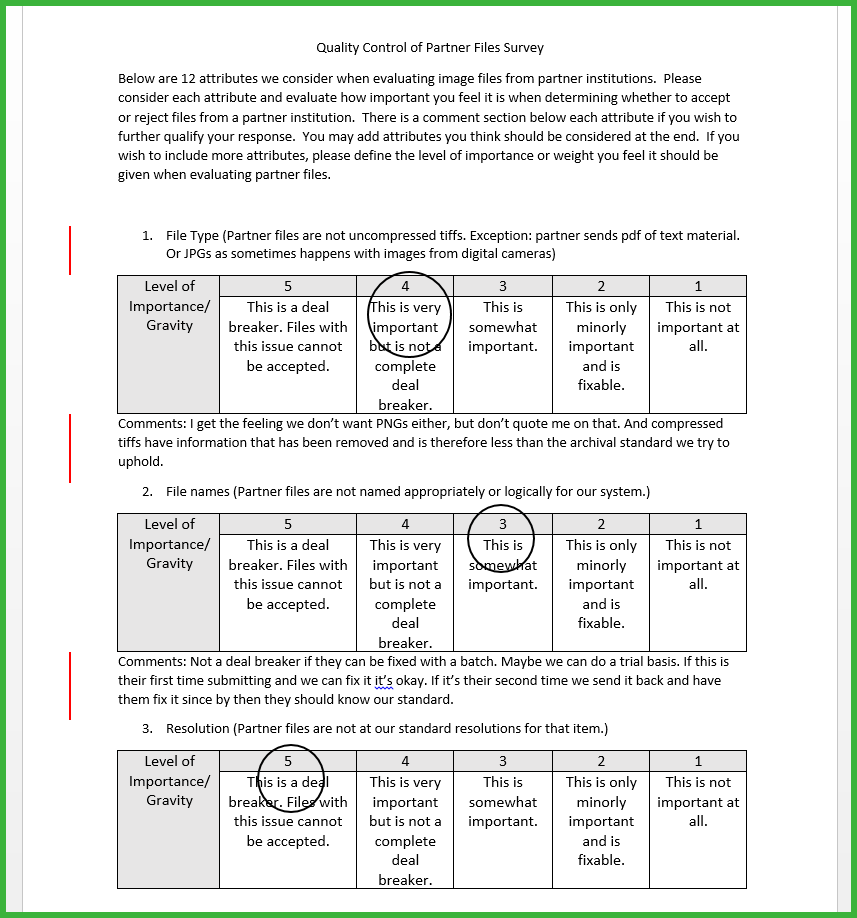 Quality Control of Partner Files Survey
Below are 12 attributes we consider when evaluating image files from partner institutions.  Please
consider each attribute and evaluate how important you feel it is when determining whether to accept
or reject files from a partner institution.  There is a comment section below each attribute if you wish to
further qualify your response.  You may add attributes you think should be considered at the end.  If you
wish to include more attributes, please define the level of importance or weight you feel it should be
given when evaluating partner files.
1. File Type (Partner files are not uncompressed tiffs. Exception: partner sends pdf of text material.
Or JPGs as sometimes happens with images from digital cameras)
Level of 5 4 3 2 1
Importance/ This is a deal This is very This is This is only This is not
Gravity breaker. Files with important somewhat minorly important at
this issue cannot but is not a important. important all.
be accepted. complete and is
deal fixable.
breaker.
Comments: I get the feeling we don't want PNGs either, but don't quote me on that. And compressed
tiffs have information that has been removed and is therefore less than the archival standard we try to
uphold.
2. File names (Partner files are not named appropriately or logically for our system.)
Level of 5 4 3 2 1
Importance/ This is a deal This is very This is This is only This is not
Gravity breaker. Files with important somewhat minorly important at
this issue cannot but is not a important. important all.
be accepted. complete and is
deal fixable.
breaker.
Comments: Not a deal breaker if they can be fixed with a batch. Maybe we can do a trial basis. If this is
their first time submitting and we can fix it it's okay. If it's their second time we send it back and have
them fix it since by then they should know our standard.
3. Resolution (Partner files are not at our standard resolutions for that item.)
Level of 5 4 3 2 1
Importance/ This is a deal This is very This is This is only This is not
Gravity breaker. Files with important somewhat minorly important at
this issue cannot but is not a important. important all.
be accepted. complete and is
deal fixable.
breaker.